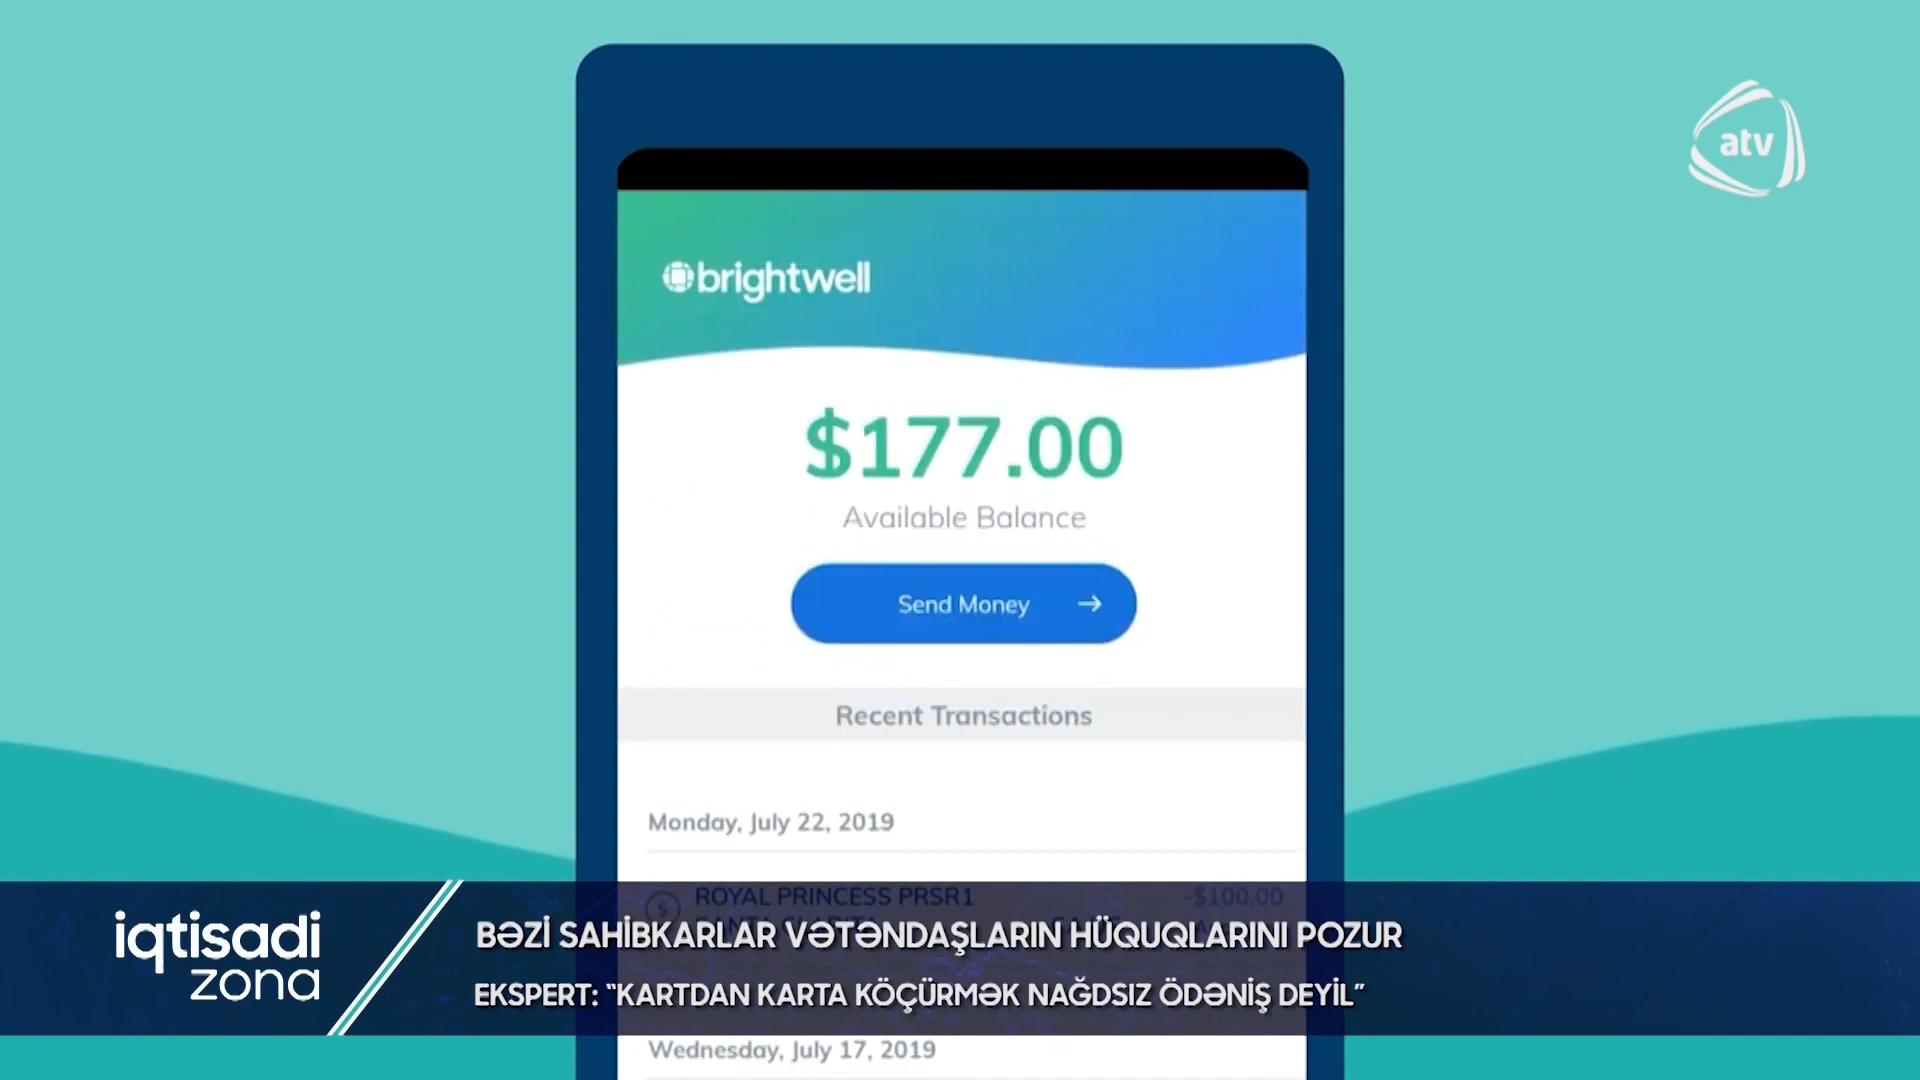 atv
brightwell
$177.00
Available Balance
Send Money
Recent Transactions
Monday, July 22, 2019
ROYAL PRINCESS PRSR1
-$100.00
iqtisadi
zona
BƏZİ SAHİBKARLAR VƏTƏNDAŞLARIN HÜQUQLARINI POZUR
EKSPERT: “KARTDAN KARTA KÖÇÜRMƏK NAĞDSIZ ÖDƏNİŞ DEYİL”
Wednesday, July 17, 2019